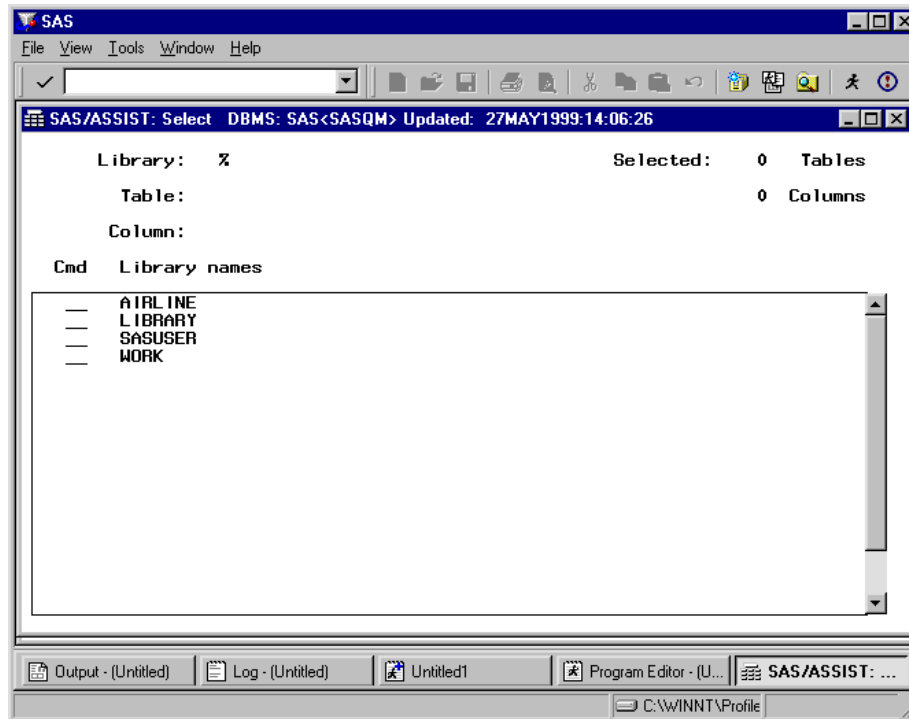 SAS
File View Tools Window Help
SAS/ASSIST: Select DBMS: SAS<SASQM> Updated: 27MAY1999:14:06:26
Library: % Selected: 0 Tables
Table: 0 Columns
Column:
Cmd Library names
AIRLINE
LIBRARY
SASUSER
WORK
Output - (Untitled) Log - (Untitled) Untitled1 Program Editor - (U... SAS/ASSIST: ...
C:\WINNT\Profile